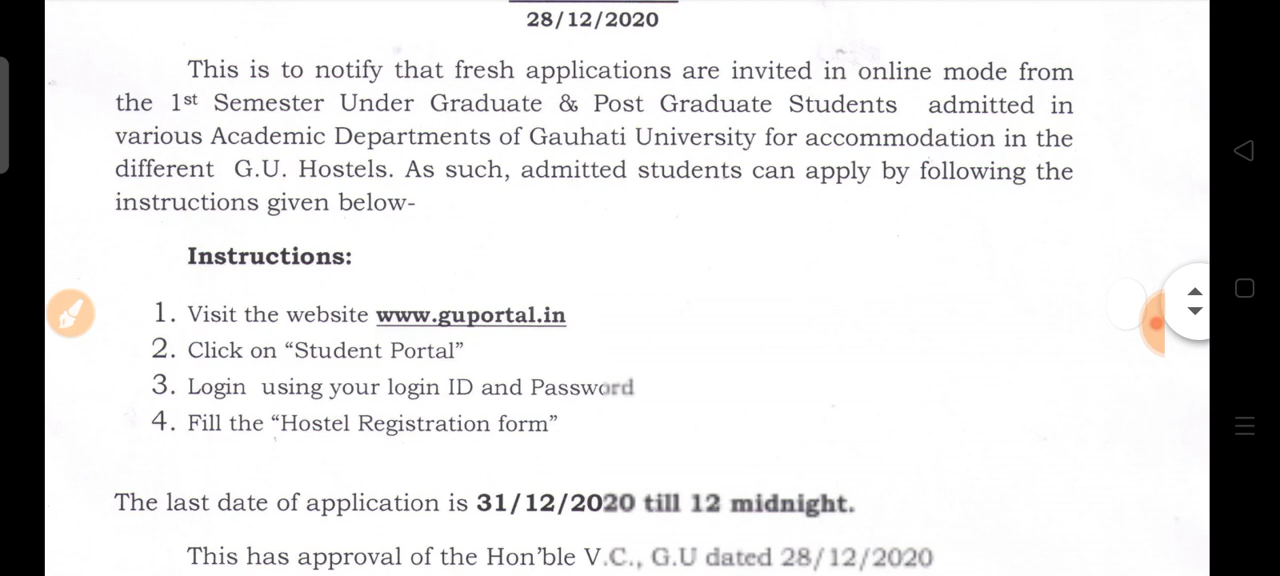 28/12/2020
This is to notify that fresh applications are invited in online mode from
the 1st Semester Under Graduate & Post Graduate Students admitted in
various Academic Departments of Gauhati University for accommodation in the
different G.U. Hostels. As such, admitted students can apply by following the
instructions given below-
Instructions:
1. Visit the website www.guportal.in
2. Click on “Student Portal”
3. Login using your login ID and Password
4. Fill the “Hostel Registration form”
The last date of application is 31/12/2020 till 12 midnight.
This has approval of the Hon’ble V.C., G.U dated 28/12/2020